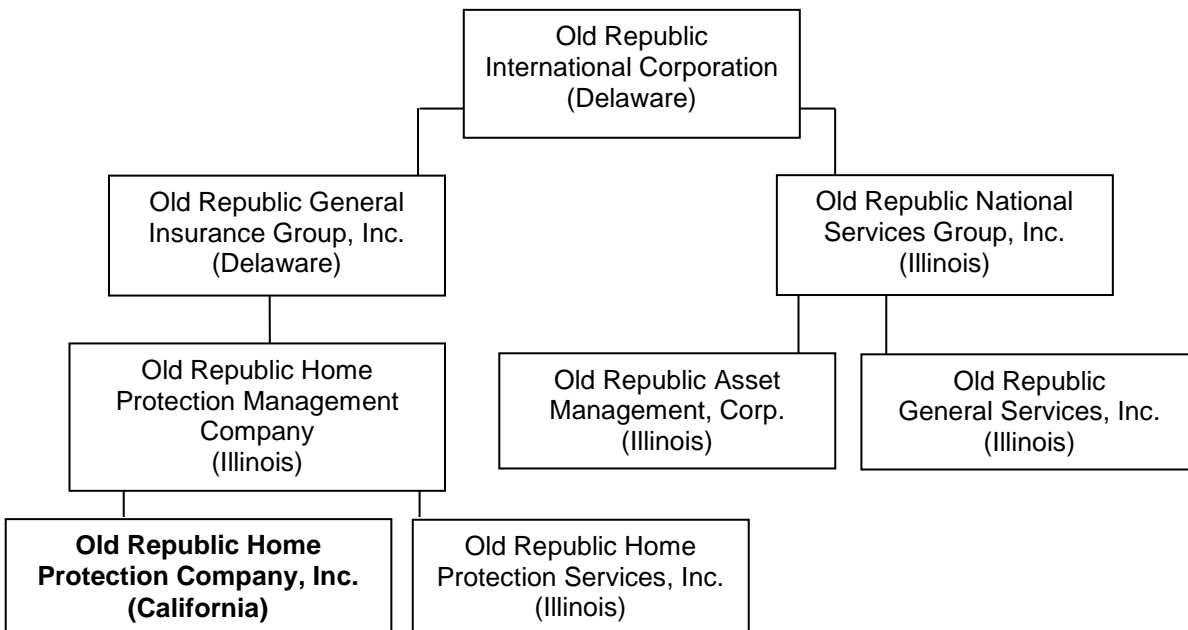 Old Republic
International Corporation
(Delaware)
Old Republic General
Insurance Group, Inc.
(Delaware)
Old Republic National
Services Group, Inc.
(Illinois)
Old Republic Home
Protection Management
Company
(Illinois)
Old Republic Asset
Management, Corp.
(Illinois)
Old Republic
General Services, Inc.
(Illinois)
Old Republic Home
Protection Company, Inc.
(California)
Old Republic Home
Protection Services, Inc.
(Illinois)